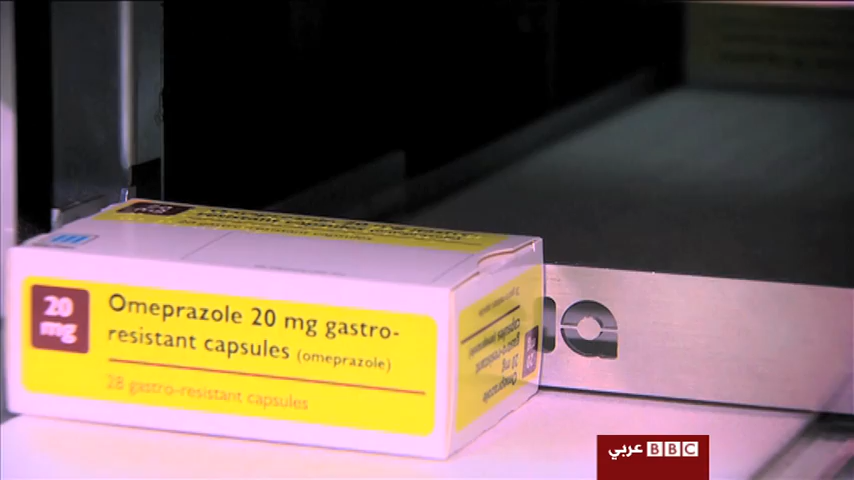 20
mg
Omeprazole 20 mg gastro-
resistant capsules (omeprazole)
28 gastro-resistant capsules
عربي BBC